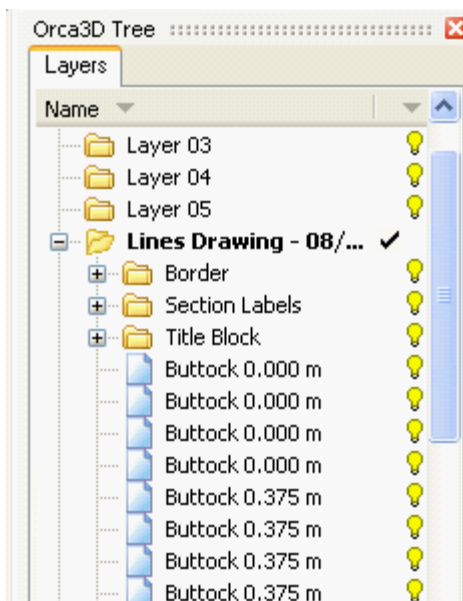 Orca3D Tree
Layers
Name
Layer 03
Layer 04
Layer 05
Lines Drawing - 08/...
Border
Section Labels
Title Block
Buttock 0.000 m
Buttock 0.000 m
Buttock 0.000 m
Buttock 0.000 m
Buttock 0.375 m
Buttock 0.375 m
Buttock 0.375 m
Buttock 0.375 m